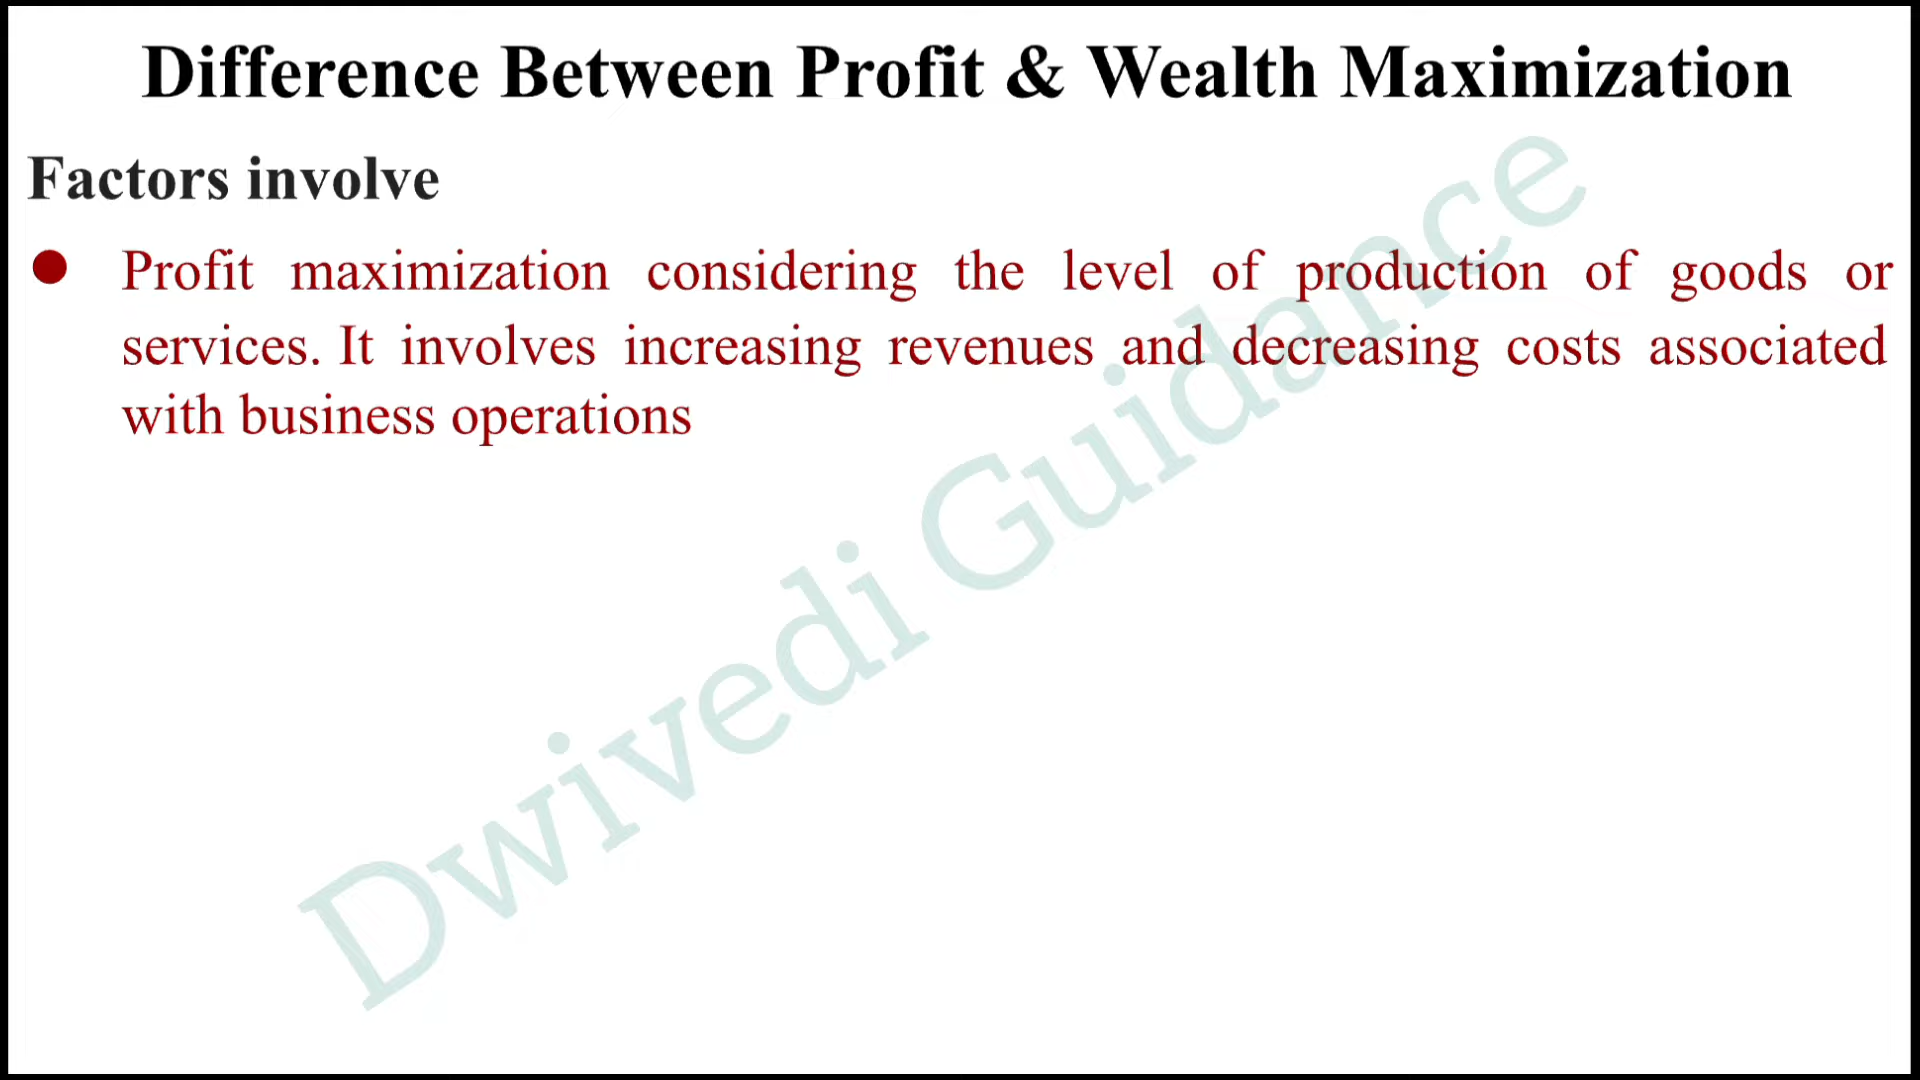 Difference Between Profit & Wealth Maximization
Factors involve
● Profit maximization considering the level of production of goods or
services. It involves increasing revenues and decreasing costs associated
with business operations
Dwivedi Guidance